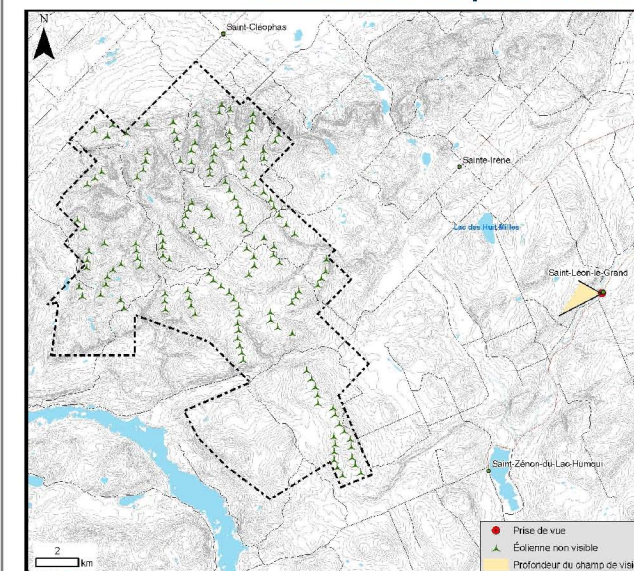 N
Saint-Cléophas
Sainte-Irène
Lac des Huit Milles
Saint-Léon-le-Grand
Saint-Zénon-du-Lac-Humqui
2
km
Prise de vue
Éolienne non visible
Profondeur du champ de visi